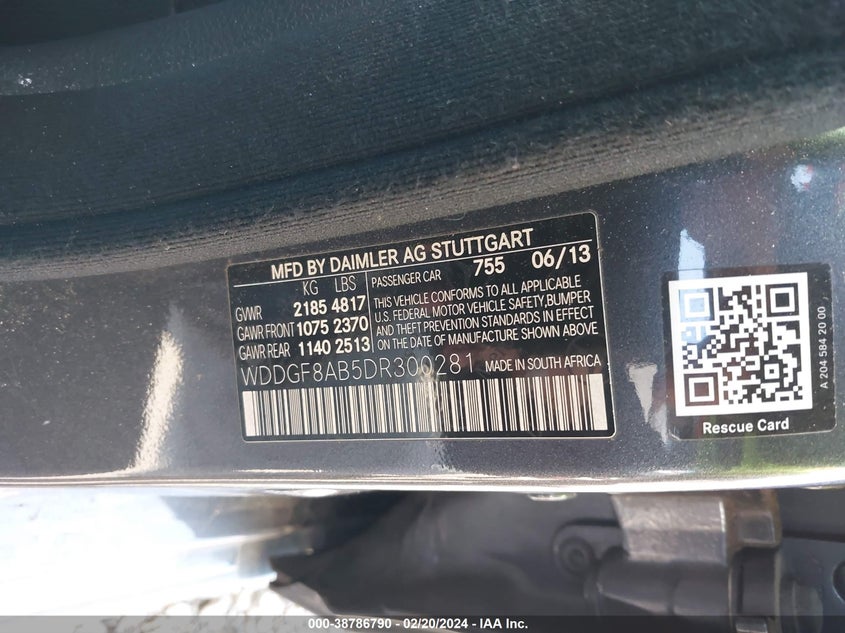 MFD BY DAIMLER AG STUTTGART
KG LBS
GVWR 2185 4817
GAWR FRONT 1075 2370
GAWR REAR 1140 2513
PASSENGER CAR 755 06/13
THIS VEHICLE CONFORMS TO ALL APPLICABLE
U.S. FEDERAL MOTOR VEHICLE SAFETY, BUMPER
AND THEFT PREVENTION STANDARDS IN EFFECT
ON THE DATE OF MANUFACTURE SHOWN ABOVE
WDDGF8AB5DR300281 MADE IN SOUTH AFRICA
Rescue Card
A 204 584 20 00
000-38786790 - 02/20/2024 - IAA Inc.